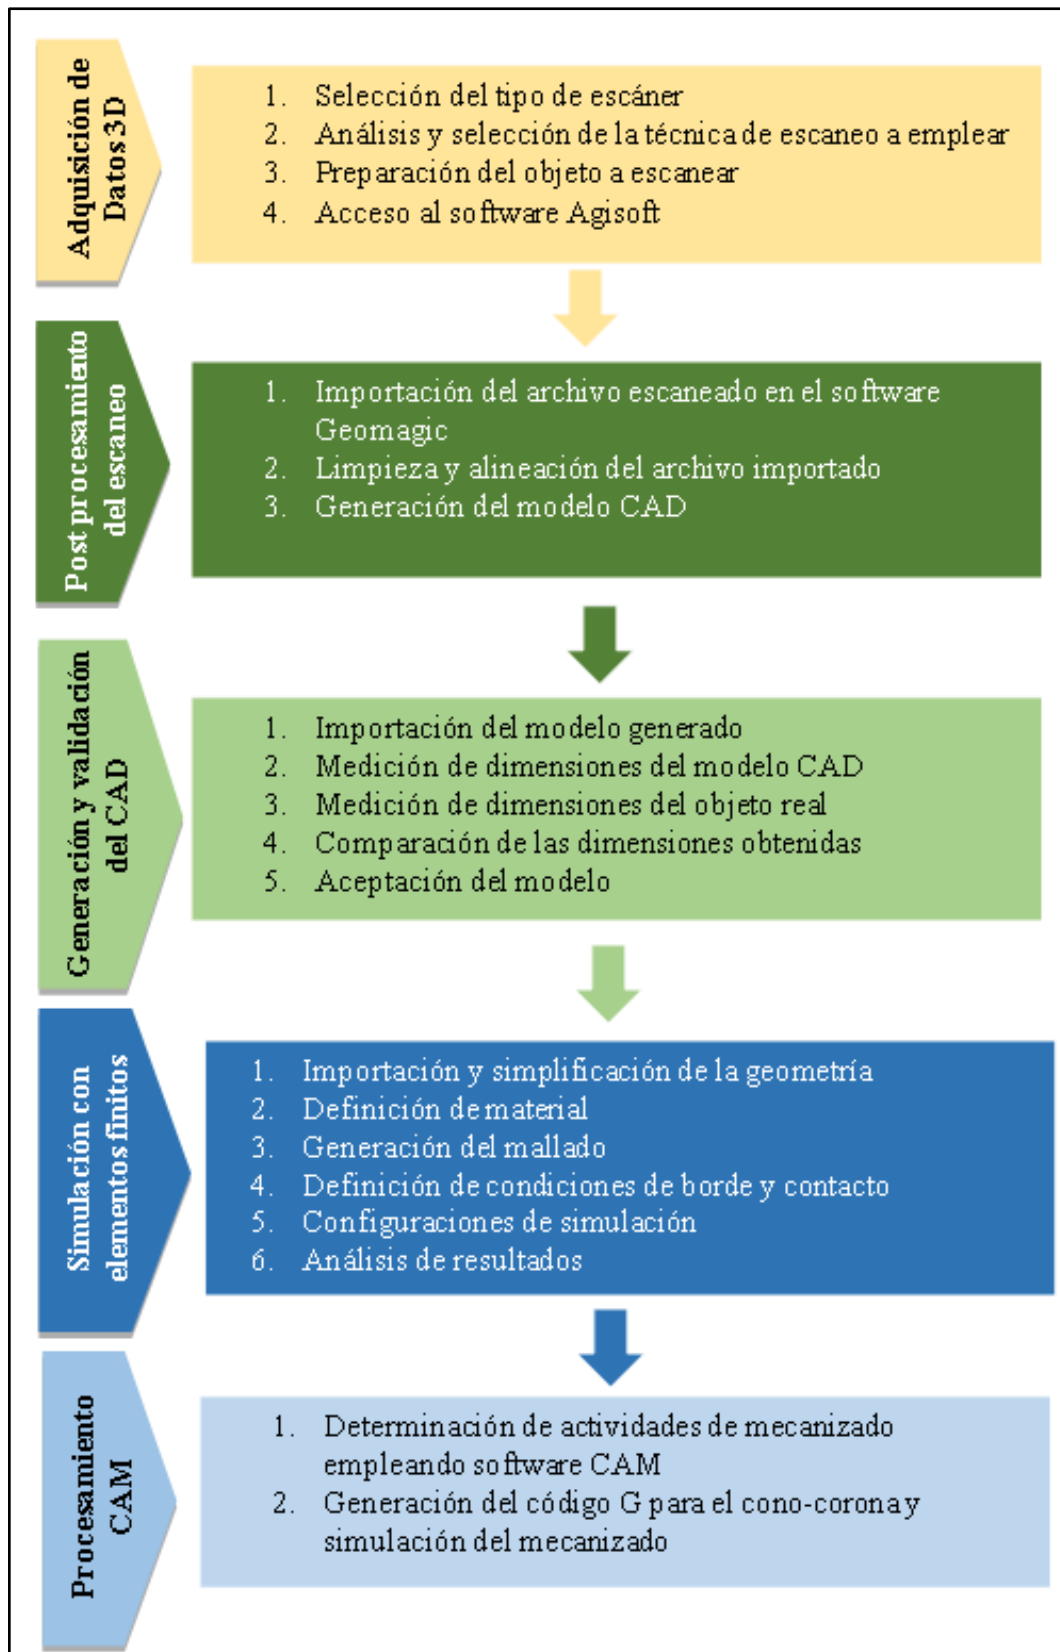 Adquisición de
Datos 3D
1. Selección del tipo de escáner
2. Análisis y selección de la técnica de escaneo a emplear
3. Preparación del objeto a escanear
4. Acceso al software Agisoft
Post procesamiento
del escaneo
1. Importación del archivo escaneado en el software
Geomagic
2. Limpieza y alineación del archivo importado
3. Generación del modelo CAD
Generación y validación
del CAD
1. Importación del modelo generado
2. Medición de dimensiones del modelo CAD
3. Medición de dimensiones del objeto real
4. Comparación de las dimensiones obtenidas
5. Aceptación del modelo
Simulación con
elementos finitos
1. Importación y simplificación de la geometría
2. Definición de material
3. Generación del mallado
4. Definición de condiciones de borde y contacto
5. Configuraciones de simulación
6. Análisis de resultados
Procesamiento
CAM
1. Determinación de actividades de mecanizado
empleando software CAM
2. Generación del código G para el cono-corona y
simulación del mecanizado